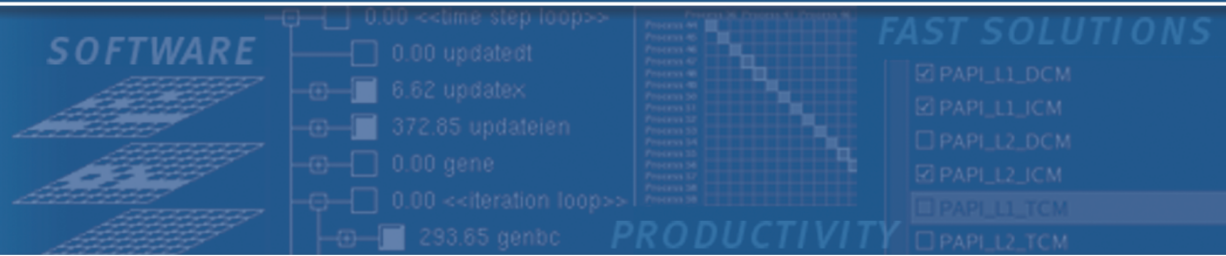 SOFTWARE
0.00 <<time step loop>>
0.00 updatedt
6.62 updatex
372.85 updateien
0.00 gene
0.00 <<iteration loop>>
293.65 genbc
PRODUCTIVITY
FAST SOLUTIONS
PAPI_L1_DCM
PAPI_L1_ICM
PAPI_L2_DCM
PAPI_L2_ICM
PAPI_L1_TCM
PAPI_L2_TCM